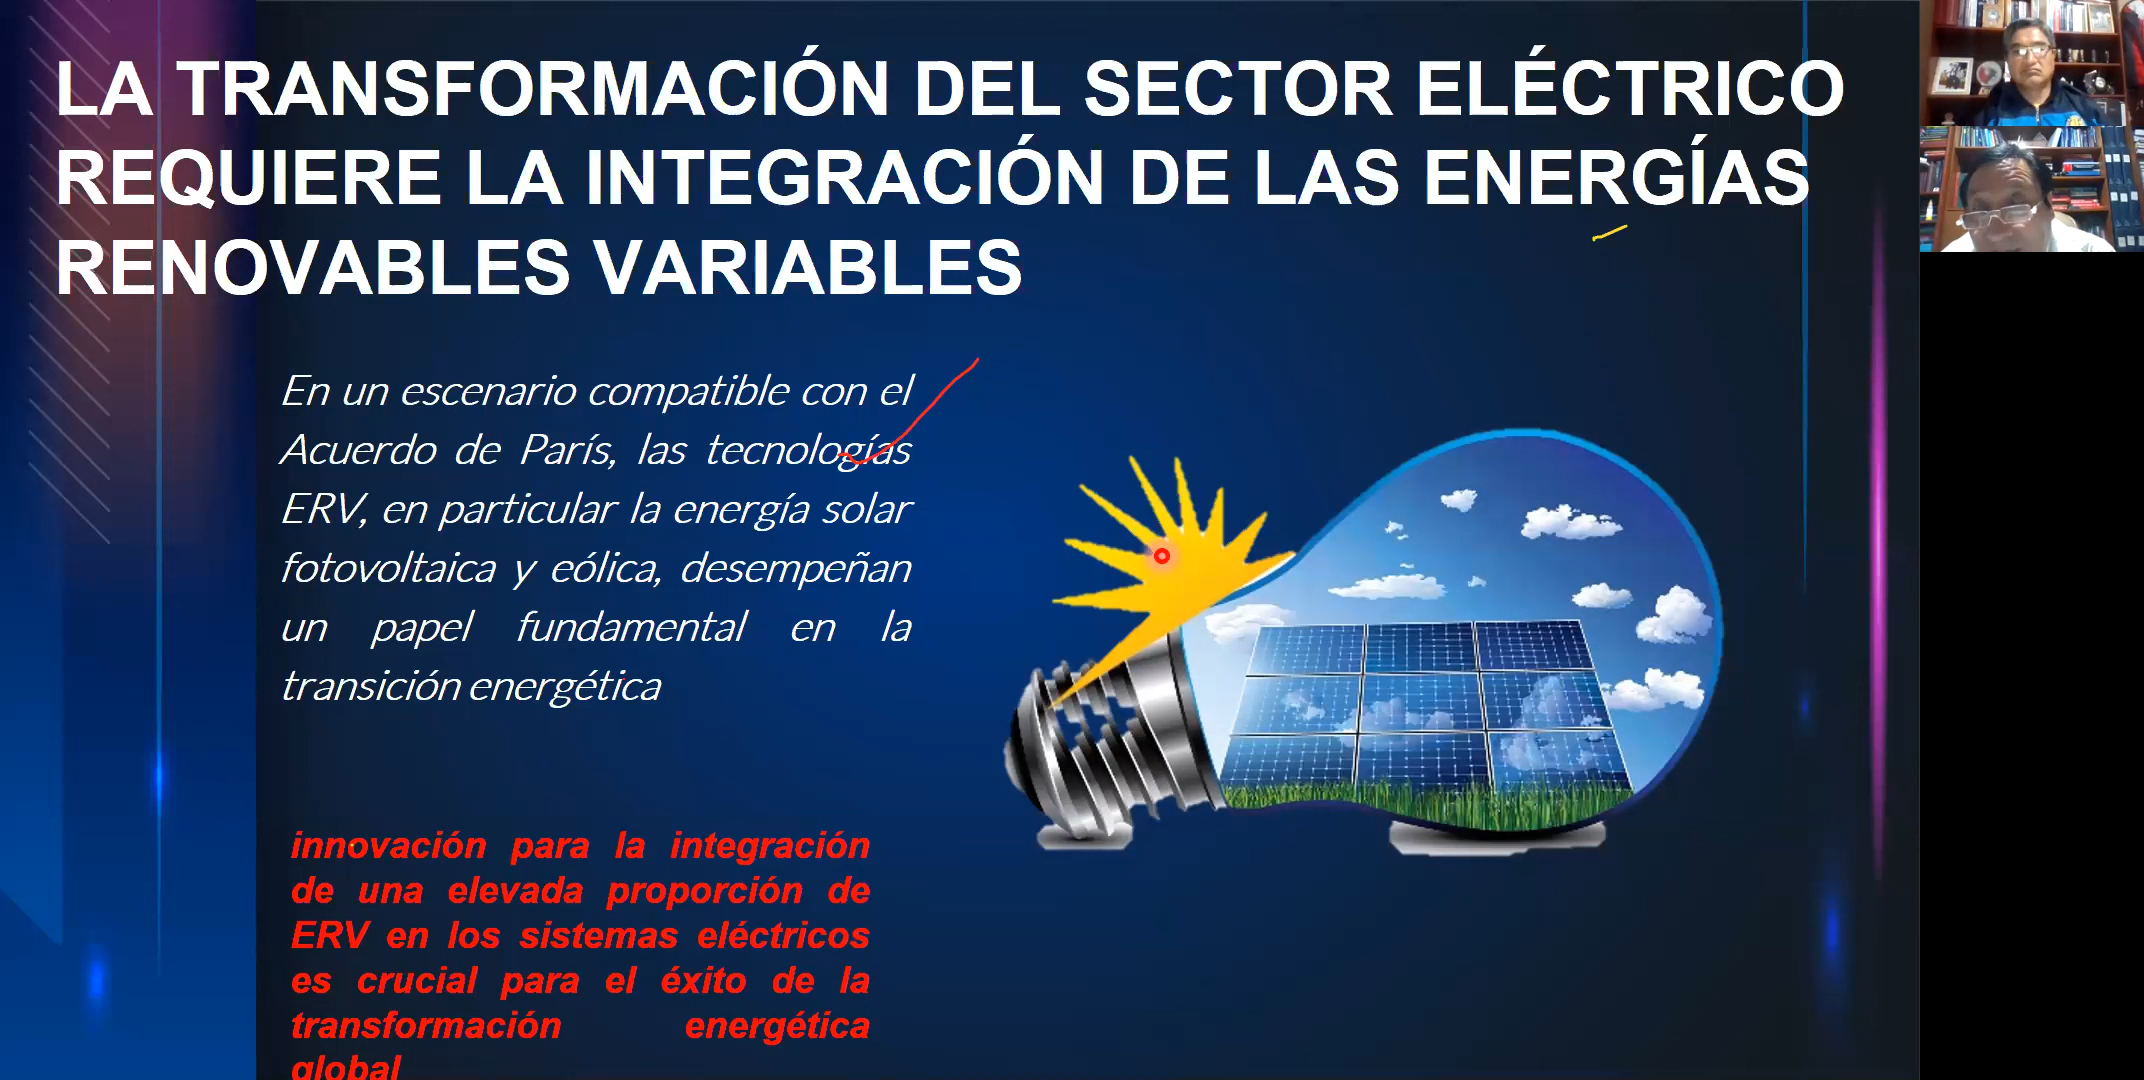 LA TRANSFORMACIÓN DEL SECTOR ELÉCTRICO
REQUIERE LA INTEGRACIÓN DE LAS ENERGÍAS
RENOVABLES VARIABLES
En un escenario compatible con el
Acuerdo de París, las tecnologías
ERV, en particular la energía solar
fotovoltaica y eólica, desempeñan
un papel fundamental en la
transición energética
innovación para la integración
de una elevada proporción de
ERV en los sistemas eléctricos
es crucial para el éxito de la
transformación energética
global